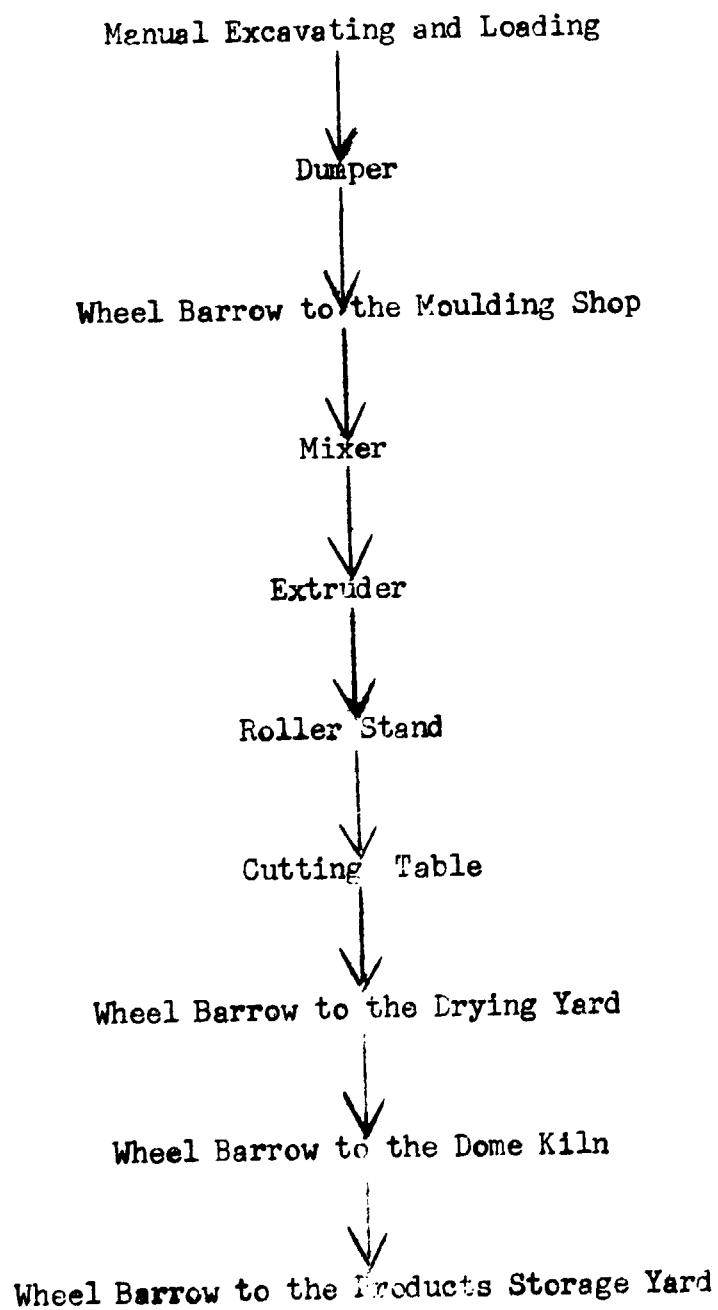 Manual Excavating and Loading
Dumper
Wheel Barrow to the Moulding Shop
Mixer
Extruder
Roller Stand
Cutting Table
Wheel Barrow to the Drying Yard
Wheel Barrow to the Dome Kiln
Wheel Barrow to the Products Storage Yard